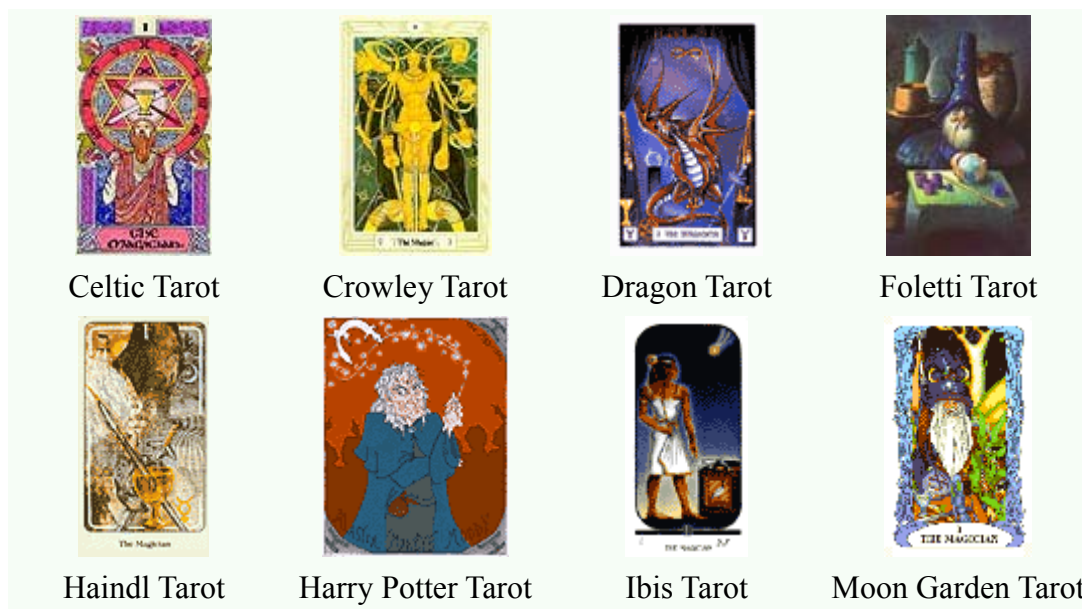 I
THE
MAGICIAN
Celtic Tarot
Crowley Tarot
Dragon Tarot
Foletti Tarot
I
The Magician
THE MAGICIAN
I
THE MAGICIAN
Haindl Tarot
Harry Potter Tarot
Ibis Tarot
Moon Garden Tarot